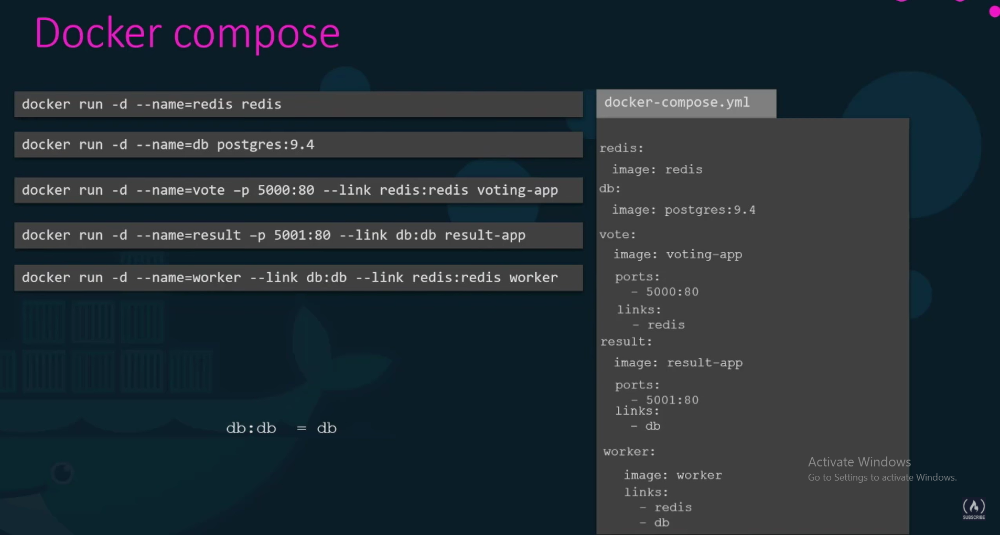 Docker compose
docker run -d --name=redis redis
docker run -d --name=db postgres:9.4
docker run -d --name=vote –p 5000:80 --link redis:redis voting-app
docker run -d --name=result –p 5001:80 --link db:db result-app
docker run -d --name=worker --link db:db --link redis:redis worker
db:db = db
docker-compose.yml
redis:
image: redis
db:
image: postgres:9.4
vote:
image: voting-app
ports:
- 5000:80
links:
- redis
result:
image: result-app
ports:
- 5001:80
links:
- db
worker:
image: worker
links:
- redis
- db
Activate Windows
Go to Settings to activate Windows.
SUBSCRIBE